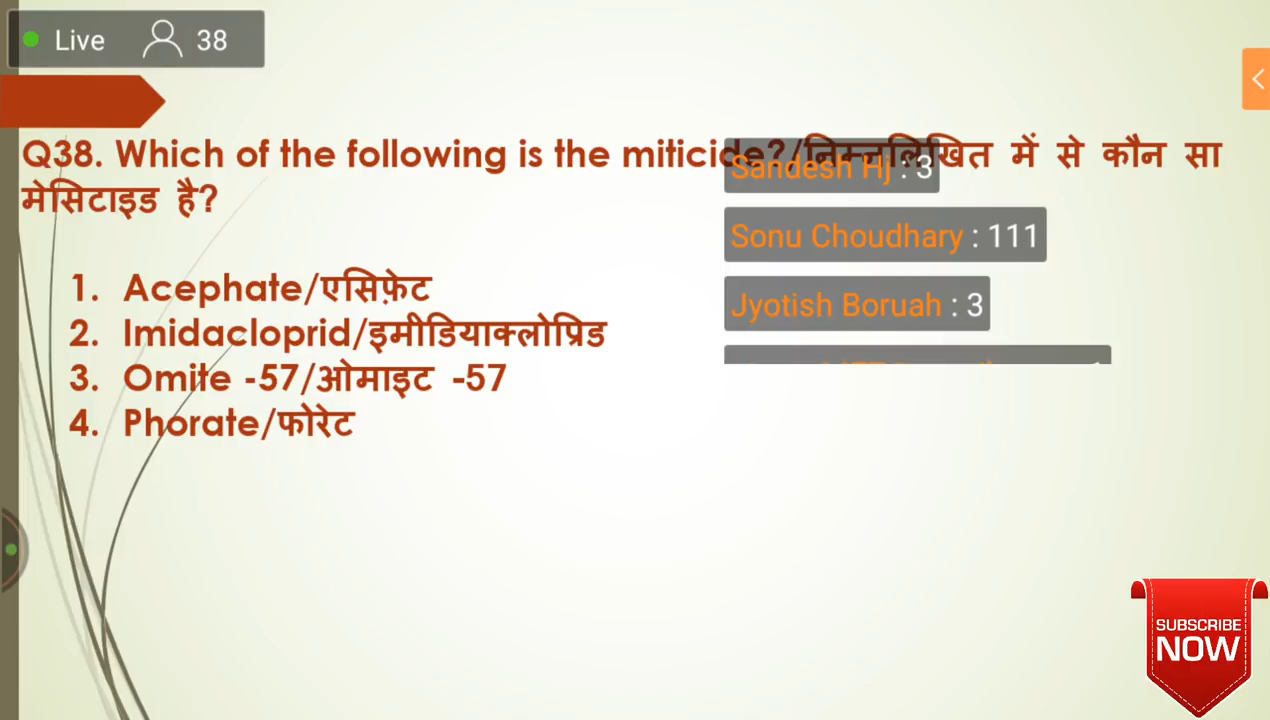 Live 38
Q38. Which of the following is the miticide?/निम्नलिखित में से कौन सा
मेसिटाइड है?
Sandesh Hj : 3
Sonu Choudhary : 111
Jyotish Boruah : 3
1. Acephate/एसिफ़ेट
2. Imidacloprid/इमीडियाक्लोप्रिड
3. Omite -57/ओमाइट -57
4. Phorate/फोरेट
SUBSCRIBE
NOW